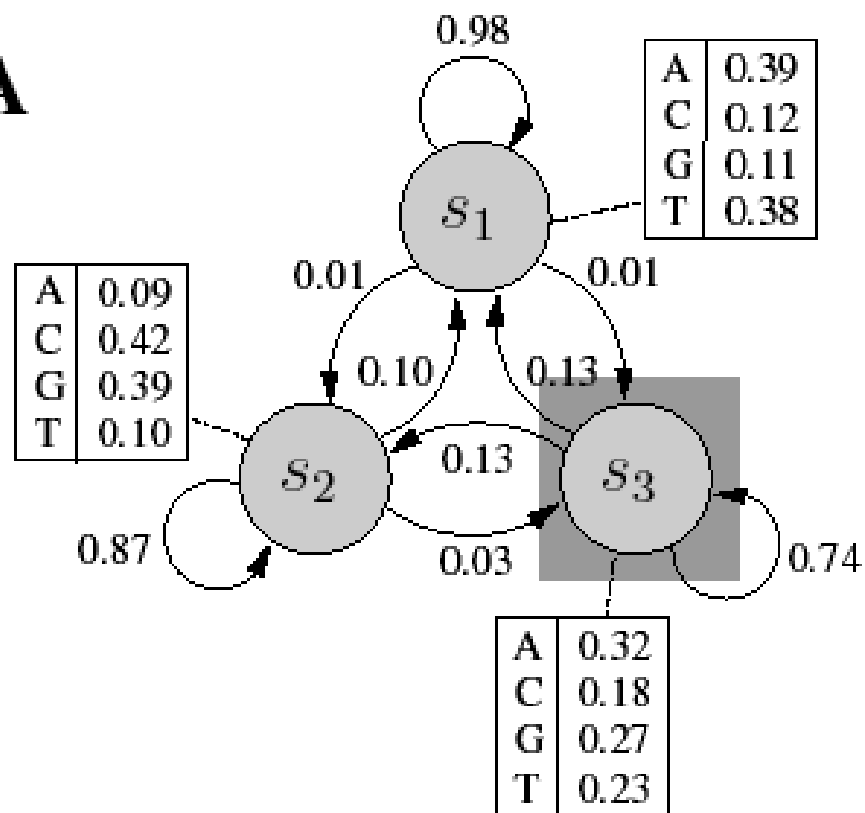 A
0.98
A 0.39
C 0.12
G 0.11
T 0.38
s1
0.01
0.01
A 0.09
C 0.42
G 0.39
T 0.10
0.10
0.13
s2
0.13
s3
0.87
0.03
0.74
A 0.32
C 0.18
G 0.27
T 0.23